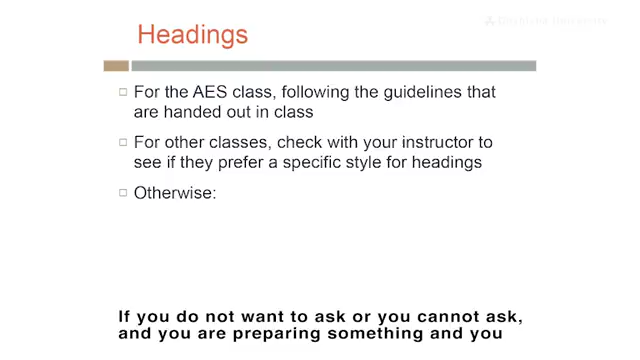 Headings
For the AES class, following the guidelines that
are handed out in class
For other classes, check with your instructor to
see if they prefer a specific style for headings
Otherwise:
If you do not want to ask or you cannot ask,
and you are preparing something and you